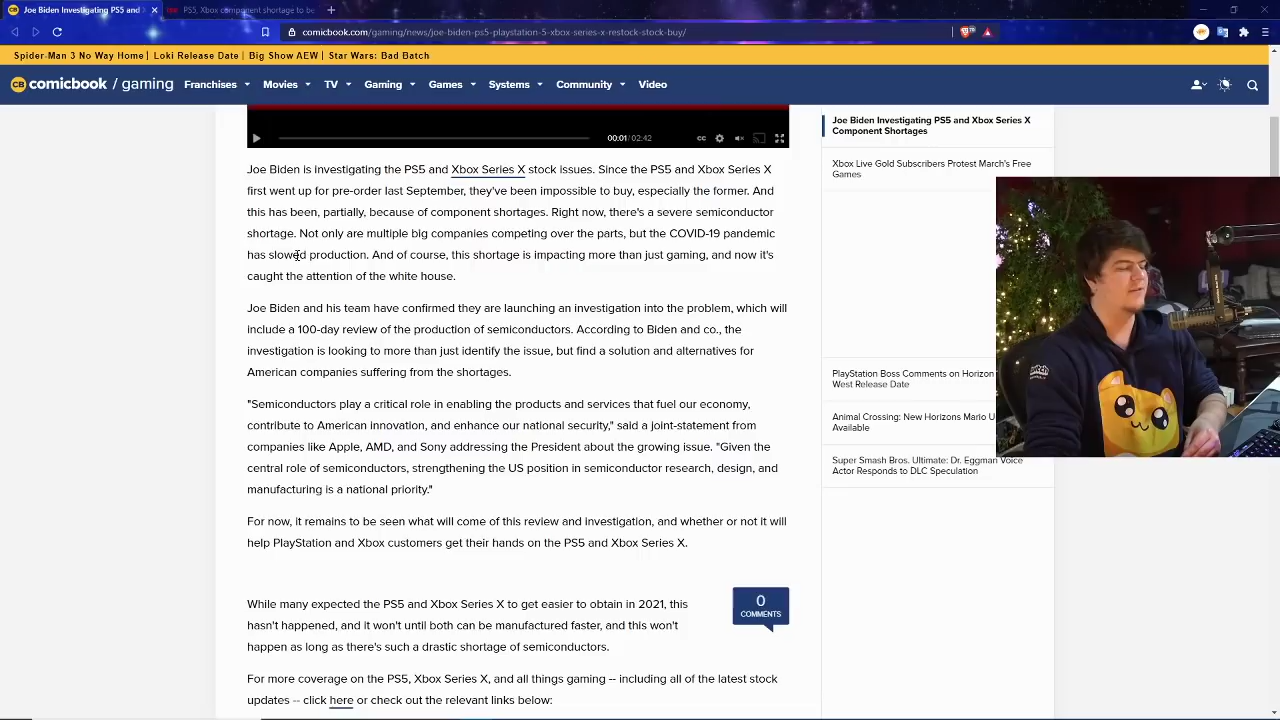 Joe Biden Investigating PS5 and
PS5, Xbox component shortage to be
comicbook.com/gaming/news/joe-biden-ps5-playstation-5-xbox-series-x-restock-stock-buy/
Spider-Man 3 No Way Home | Loki Release Date | Big Show AEW | Star Wars: Bad Batch
CB comicbook / gaming Franchises Movies TV Gaming Games Systems Community Video
00:01 / 02:42 CC
Joe Biden is investigating the PS5 and Xbox Series X stock issues. Since the PS5 and Xbox Series X
first went up for pre-order last September, they've been impossible to buy, especially the former. And
this has been, partially, because of component shortages. Right now, there's a severe semiconductor
shortage. Not only are multiple big companies competing over the parts, but the COVID-19 pandemic
has slowed production. And of course, this shortage is impacting more than just gaming, and now it's
caught the attention of the white house.
Joe Biden and his team have confirmed they are launching an investigation into the problem, which will
include a 100-day review of the production of semiconductors. According to Biden and co., the
investigation is looking to more than just identify the issue, but find a solution and alternatives for
American companies suffering from the shortages.
"Semiconductors play a critical role in enabling the products and services that fuel our economy,
contribute to American innovation, and enhance our national security," said a joint-statement from
companies like Apple, AMD, and Sony addressing the President about the growing issue. "Given the
central role of semiconductors, strengthening the US position in semiconductor research, design, and
manufacturing is a national priority."
For now, it remains to be seen what will come of this review and investigation, and whether or not it will
help PlayStation and Xbox customers get their hands on the PS5 and Xbox Series X.
0
COMMENTS
While many expected the PS5 and Xbox Series X to get easier to obtain in 2021, this
hasn't happened, and it won't until both can be manufactured faster, and this won't
happen as long as there's such a drastic shortage of semiconductors.
For more coverage on the PS5, Xbox Series X, and all things gaming -- including all of the latest stock
updates -- click here or check out the relevant links below:
Joe Biden Investigating PS5 and Xbox Series X
Component Shortages
Xbox Live Gold Subscribers Protest March's Free
Games
PlayStation Boss Comments on Horizon
West Release Date
Animal Crossing: New Horizons Mario U
Available
Super Smash Bros. Ultimate: Dr. Eggman Voice
Actor Responds to DLC Speculation
twitch